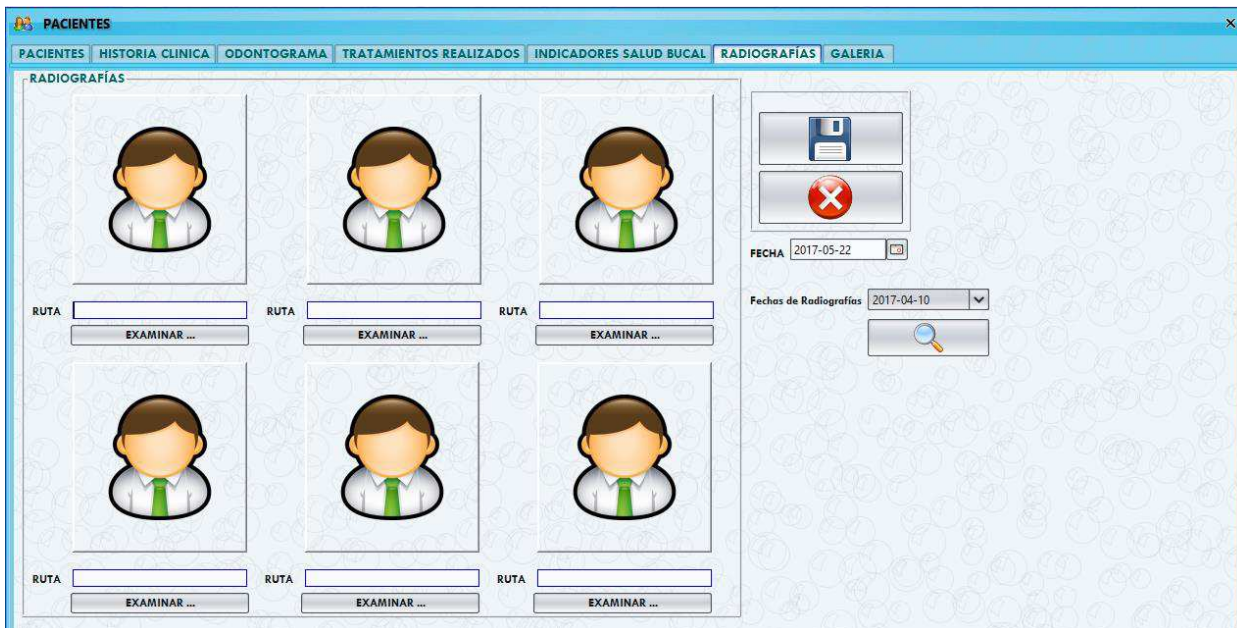 PACIENTES
PACIENTES HISTORIA CLINICA ODONTOGRAMA TRATAMIENTOS REALIZADOS INDICADORES SALUD BUCAL RADIOGRAFÍAS GALERIA
RADIOGRAFÍAS
FECHA 2017-05-22
Fechas de Radiografías 2017-04-10
RUTA RUTA RUTA
EXAMINAR ... EXAMINAR ... EXAMINAR ...
RUTA RUTA RUTA
EXAMINAR ... EXAMINAR ... EXAMINAR ...